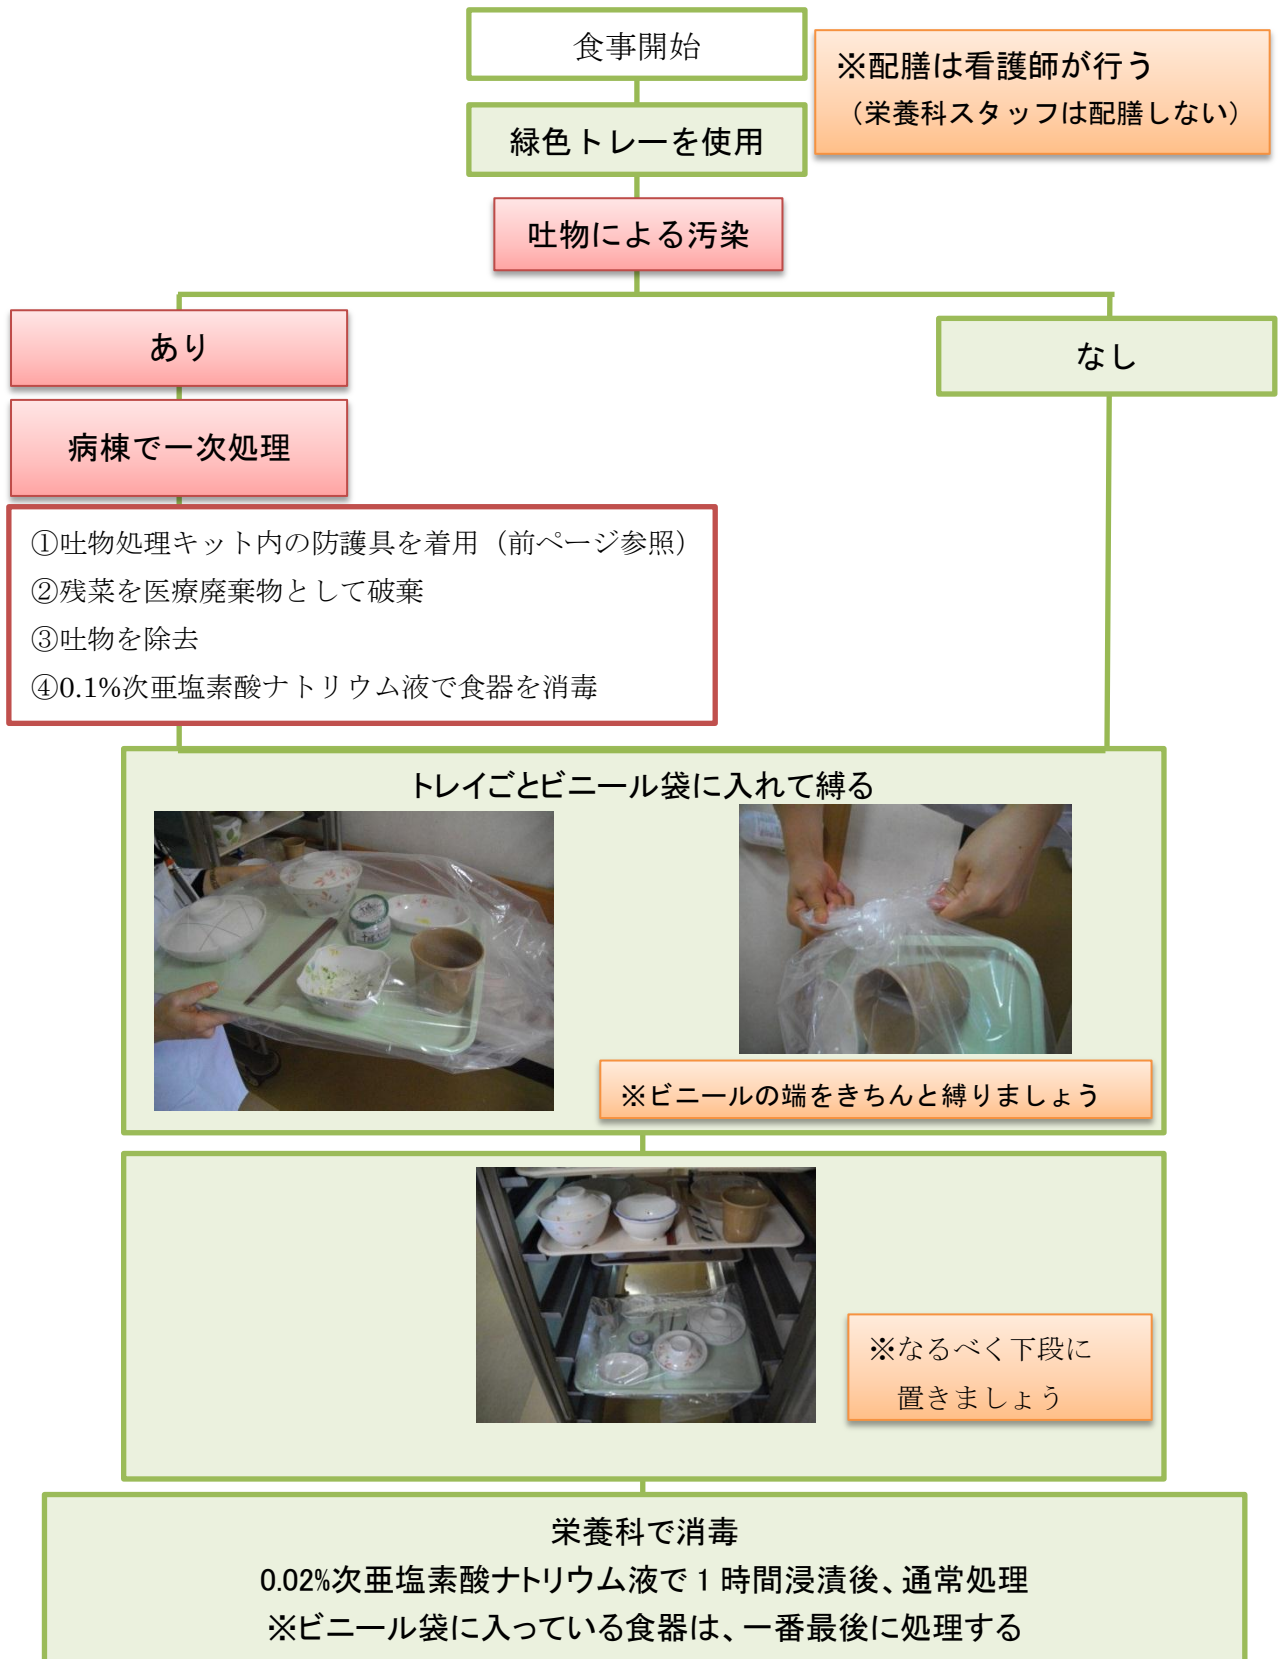 食事開始
※配膳は看護師が行う
（栄養科スタッフは配膳しない）
緑色トレーを使用
吐物による汚染
あり
なし
病棟で一次処理
①吐物処理キット内の防護具を着用（前ページ参照）
②残菜を医療廃棄物として破棄
③吐物を除去
④0.1%次亜塩素酸ナトリウム液で食器を消毒
トレイごとビニール袋に入れて縛る
※ビニールの端をきちんと縛りましょう
※なるべく下段に
置きましょう
栄養科で消毒
0.02%次亜塩素酸ナトリウム液で1時間浸漬後、通常処理
※ビニール袋に入っている食器は、一番最後に処理する